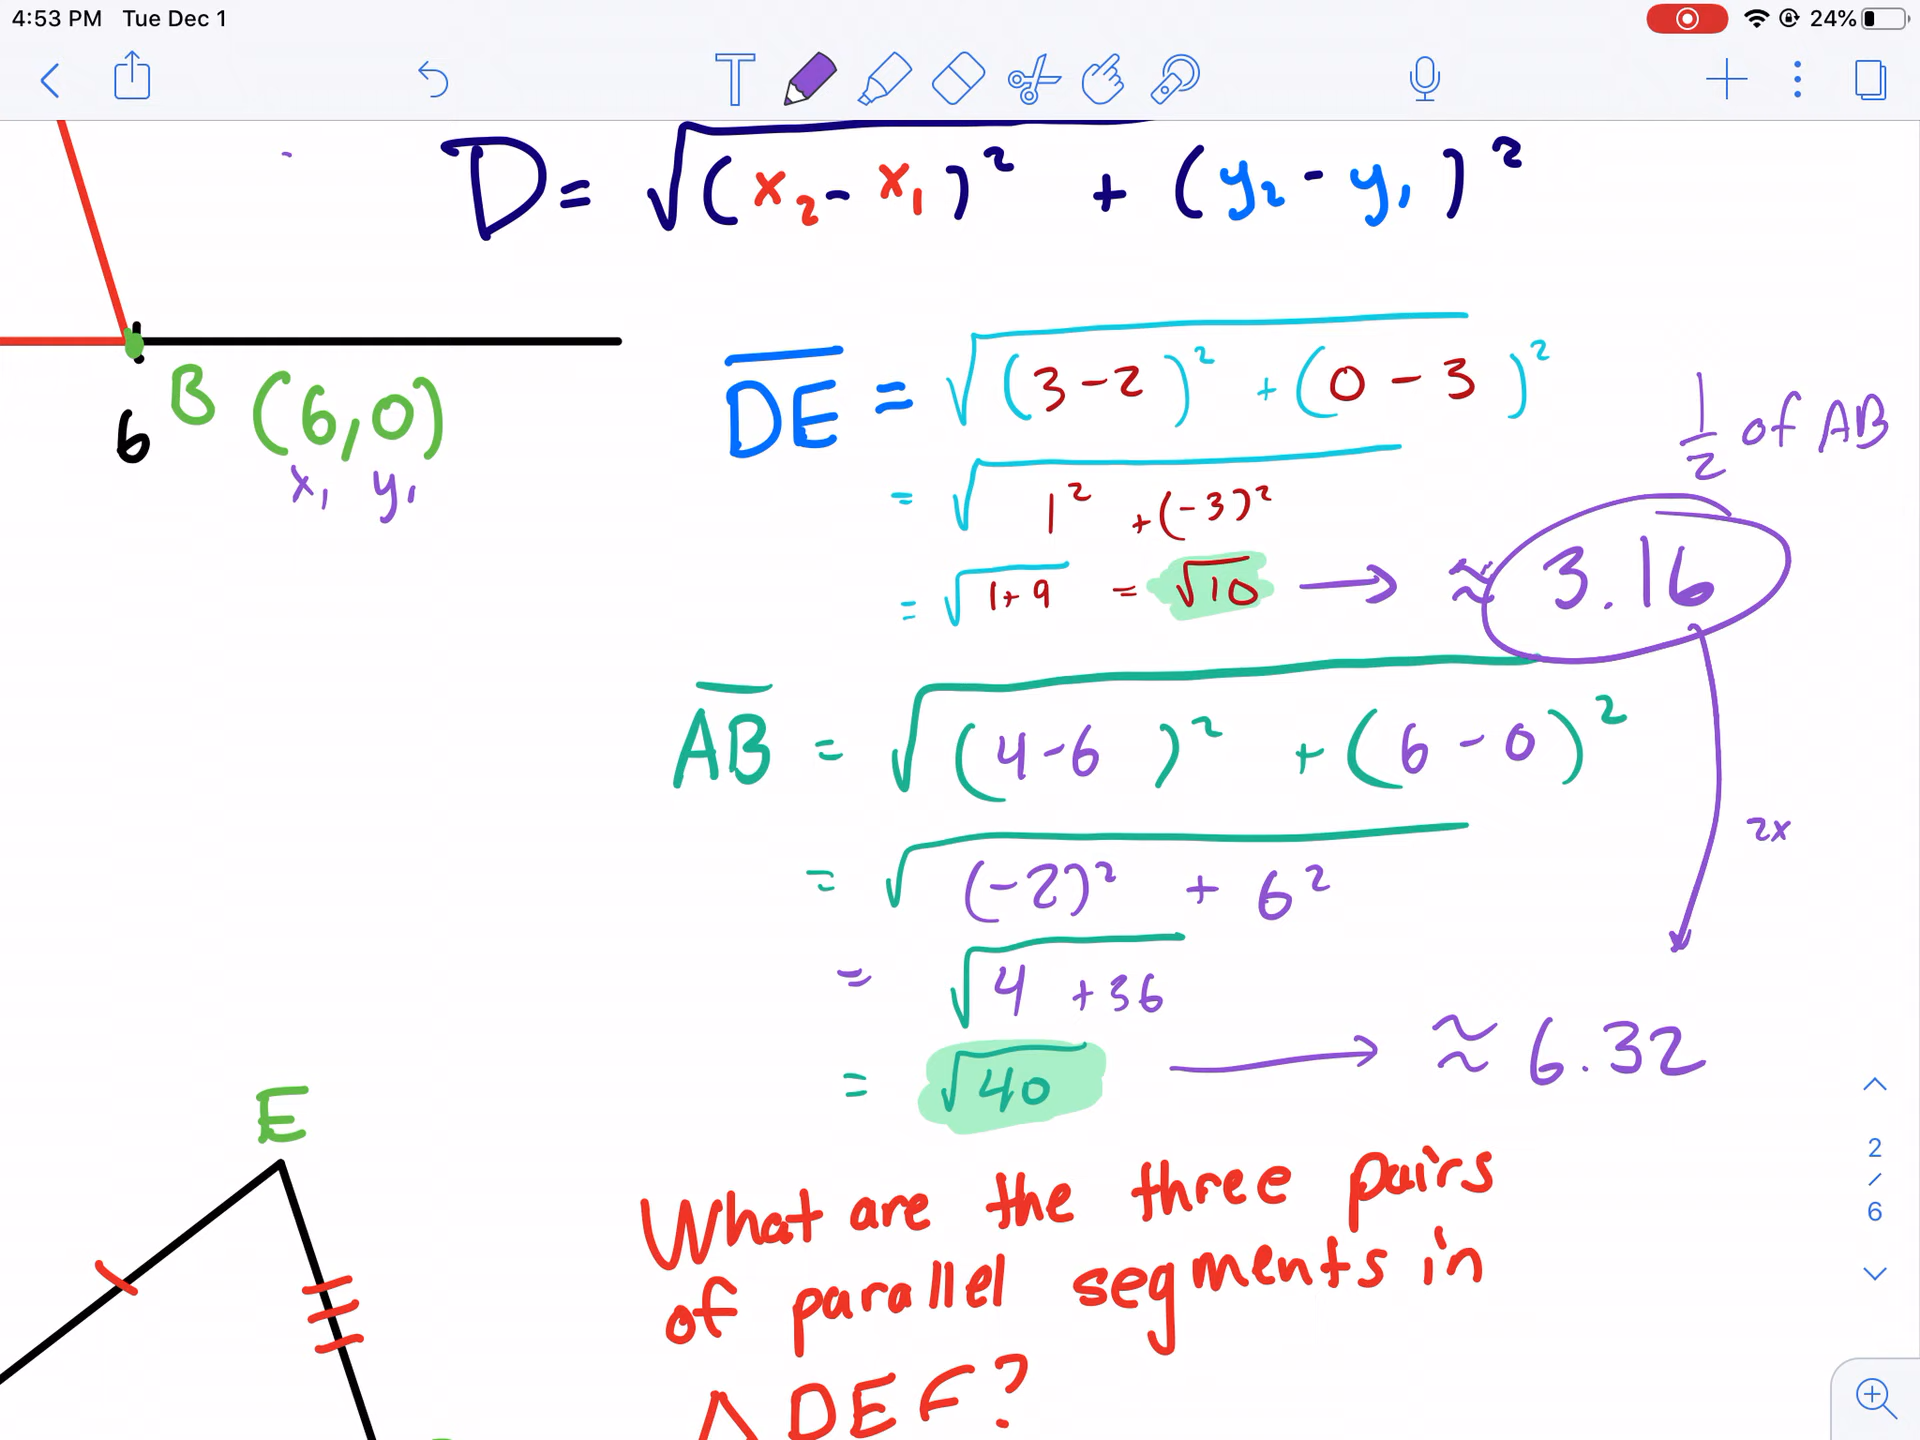 4:53 PM Tue Dec 1
24%
D = √(x₂ - x₁)² + (y₂ - y₁)²
B (6,0)
6
x₁ y₁
DE = √(3-2)² + (0-3)²
= √1² + (-3)²
= √1+9 = √10 → ≈ 3.16
1/2 of AB
AB = √(4-6)² + (6-0)²
2x
= √(-2)² + 6²
= √4 + 36
= √40 → ≈ 6.32
E
What are the three pairs
of parallel segments in
△DEF?
2
/
6